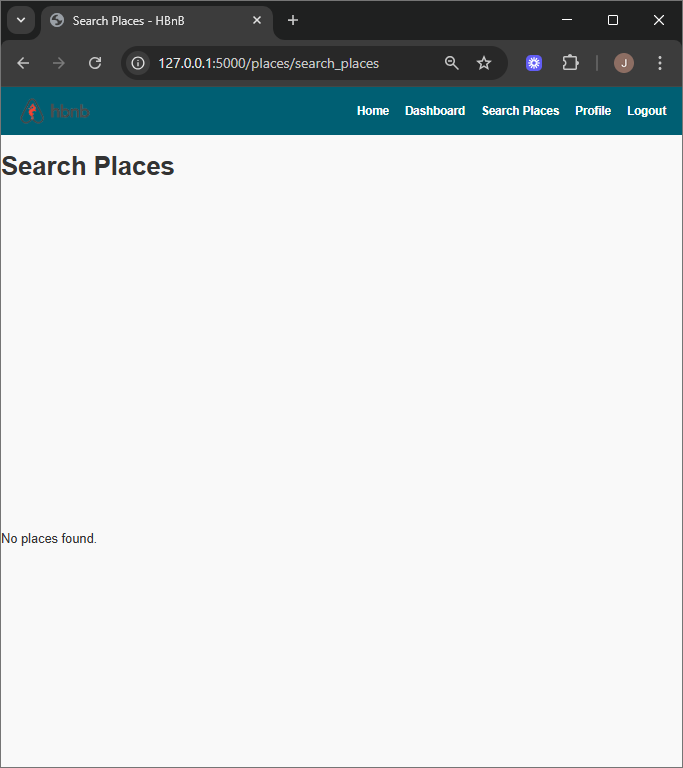 Search Places - HBnB
127.0.0.1:5000/places/search_places
J
hbnb
Home Dashboard Search Places Profile Logout
Search Places
No places found.